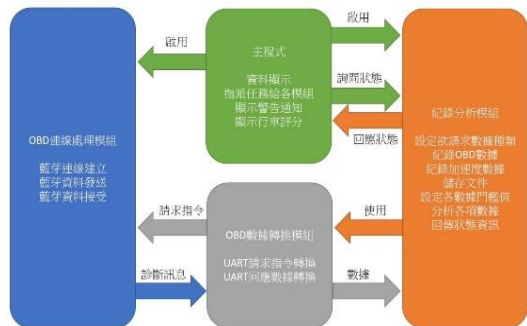 啟用
啟用
主程式
資料顯示
指派任務給各模組
顯示警告通知
顯示行車評分
詢問狀態
回應狀態
OBD連線處理模組
藍芽連線建立
藍芽資料發送
藍芽資料接受
紀錄分析模組
設定欲請求數據種類
紀錄OBD數據
紀錄加速度數據
儲存文件
設定各數據門檻值
分析各項數據
回傳狀態資訊
請求指令
使用
OBD數據轉換模組
UART請求指令轉換
UART回應數據轉換
診斷訊息
數據